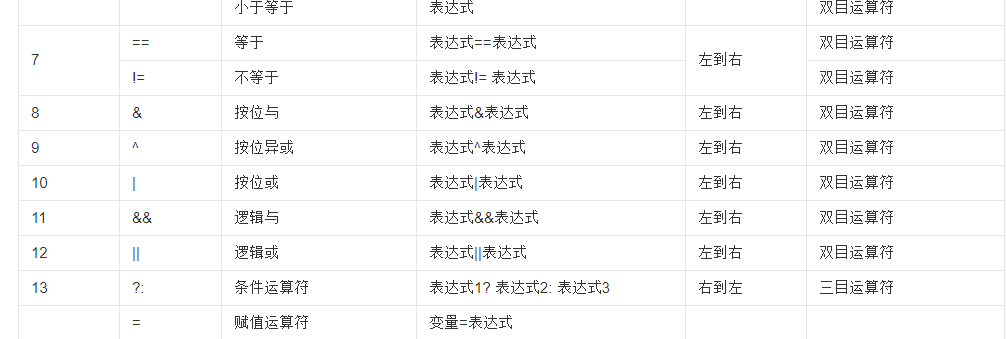 小于等于 表达式 双目运算符
7 == 等于 表达式==表达式 左到右 双目运算符
!= 不等于 表达式!= 表达式 双目运算符
8 & 按位与 表达式&表达式 左到右 双目运算符
9 ^ 按位异或 表达式^表达式 左到右 双目运算符
10 | 按位或 表达式|表达式 左到右 双目运算符
11 && 逻辑与 表达式&&表达式 左到右 双目运算符
12 || 逻辑或 表达式||表达式 左到右 双目运算符
13 ?: 条件运算符 表达式1? 表达式2: 表达式3 右到左 三目运算符
= 赋值运算符 变量=表达式